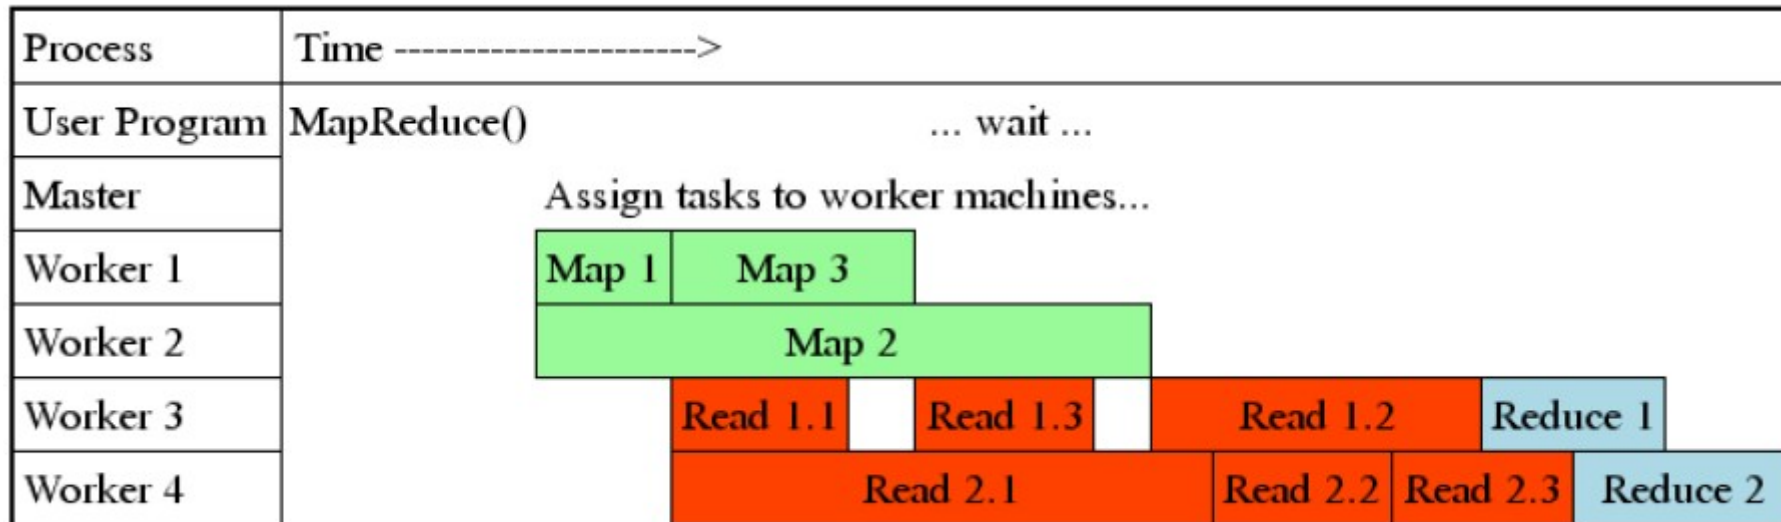 Process Time ---------------------->
User Program MapReduce() ... wait ...
Master Assign tasks to worker machines...
Worker 1 Map 1 Map 3
Worker 2 Map 2
Worker 3 Read 1.1 Read 1.3 Read 1.2 Reduce 1
Worker 4 Read 2.1 Read 2.2 Read 2.3 Reduce 2